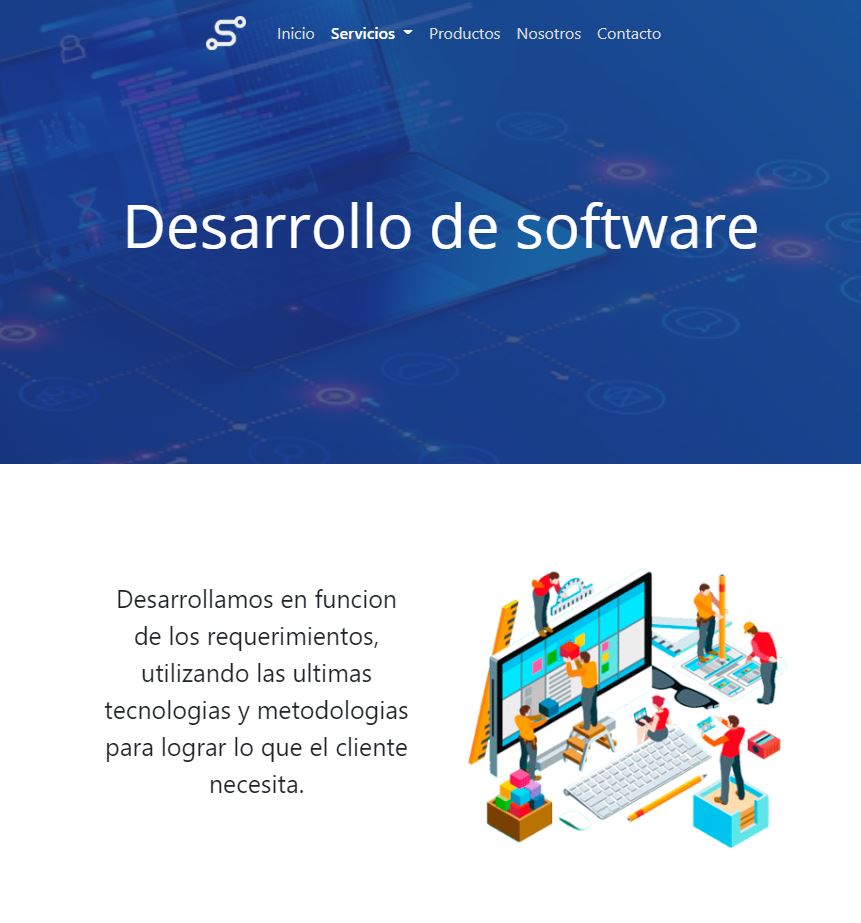 Inicio Servicios Productos Nosotros Contacto
Desarrollo de software
Desarrollamos en funcion
de los requerimientos,
utilizando las ultimas
tecnologias y metodologias
para lograr lo que el cliente
necesita.